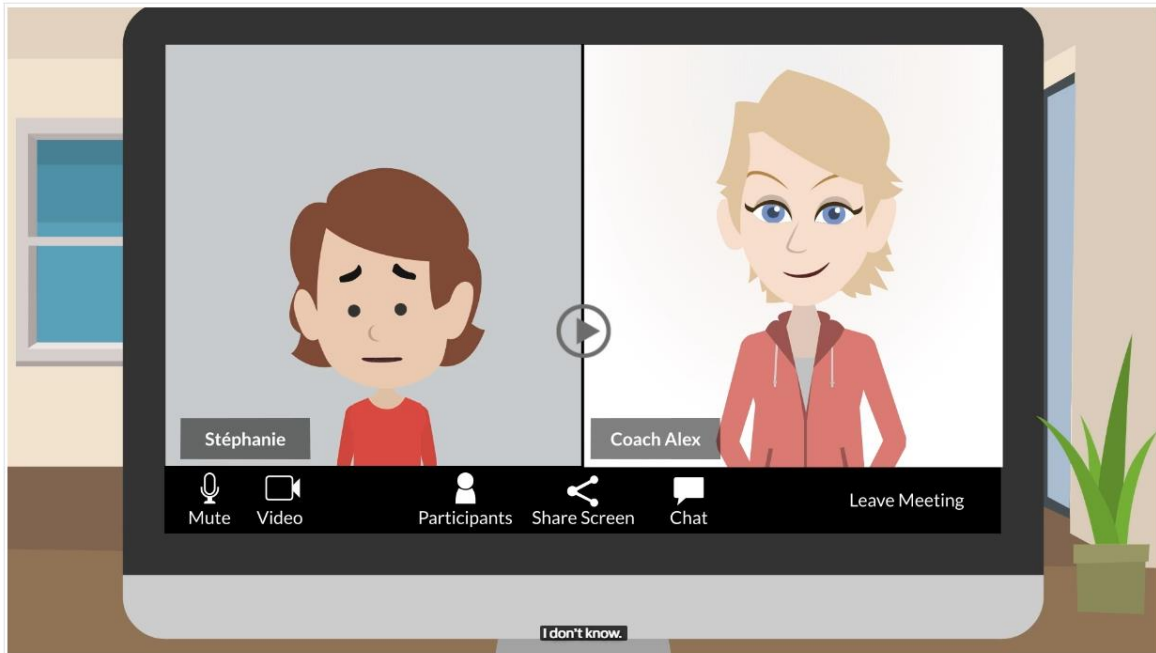 Stéphanie
Coach Alex
Mute
Video
Participants
Share Screen
Chat
Leave Meeting
I don't know.